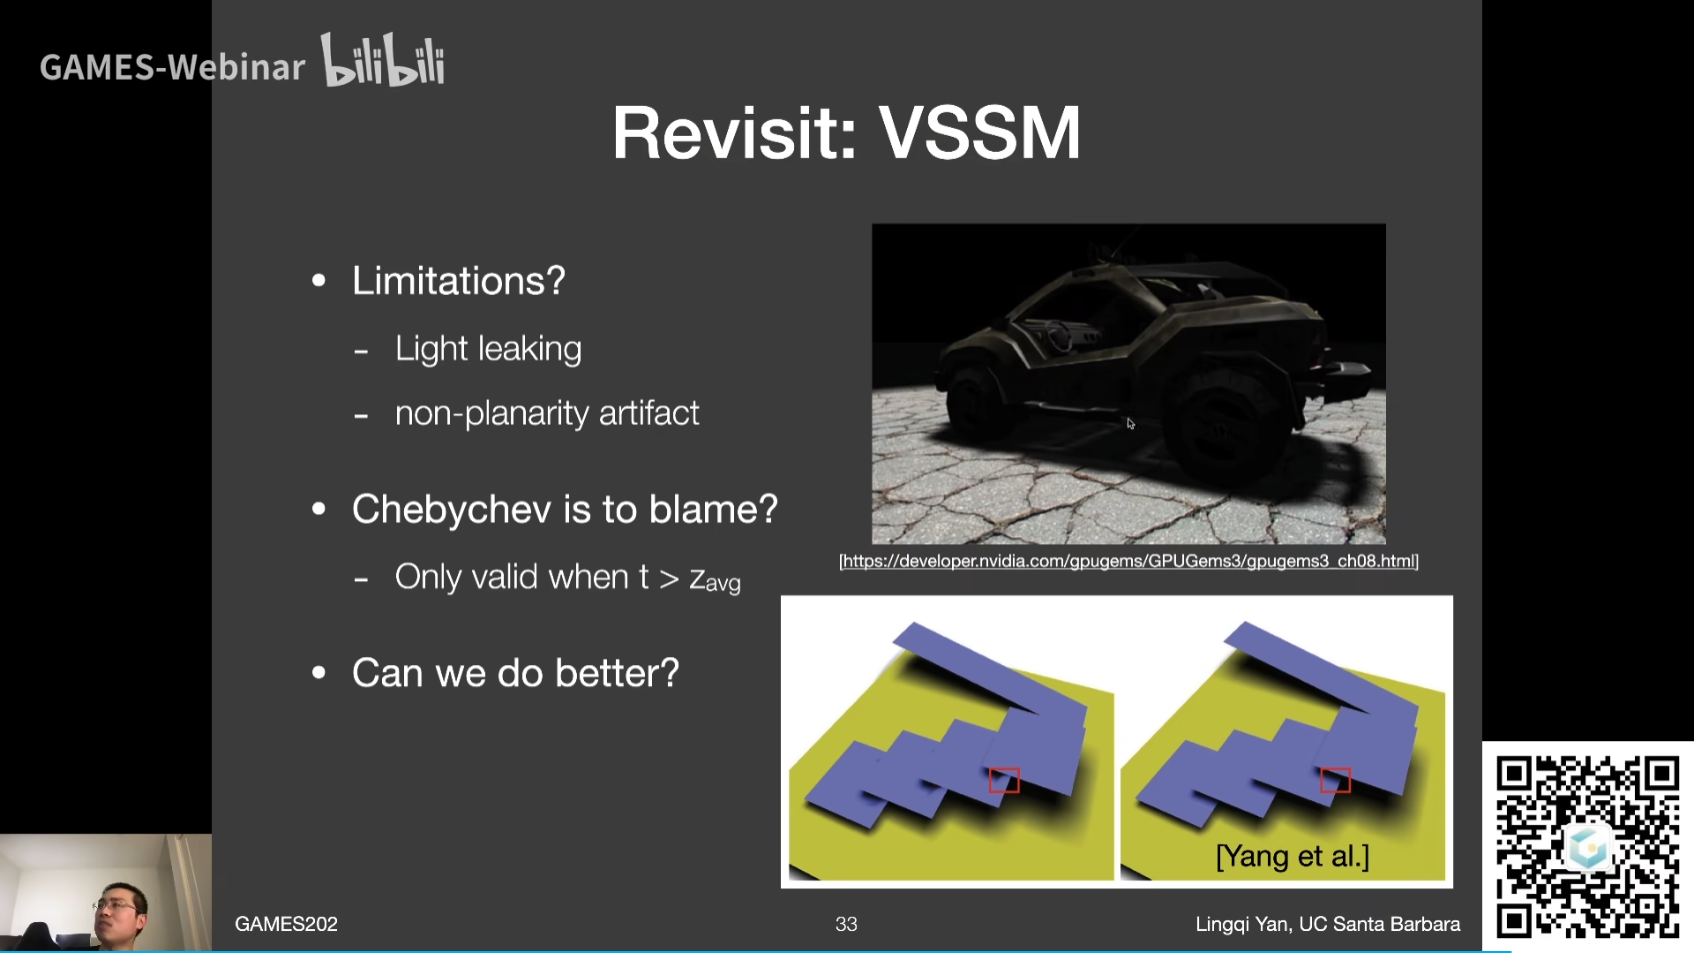 GAMES-Webinar bilibili
Revisit: VSSM
• Limitations?
- Light leaking
- non-planarity artifact
• Chebychev is to blame?
- Only valid when t > zavg
• Can we do better?
[https://developer.nvidia.com/gpugems/GPUGems3/gpugems3_ch08.html]
[Yang et al.]
GAMES202
33
Lingqi Yan, UC Santa Barbara